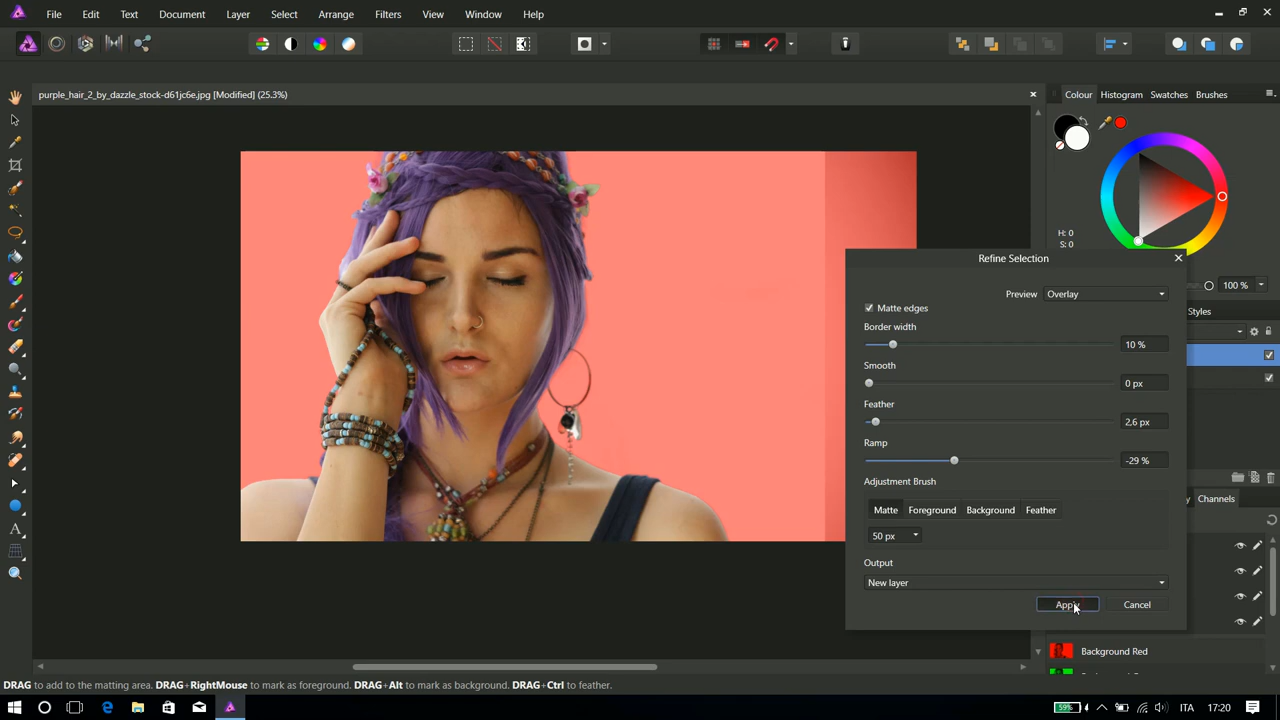 File Edit Text Document Layer Select Arrange Filters View Window Help
purple_hair_2_by_dazzle_stock-d61jc6e.jpg [Modified] (25.3%)
Colour Histogram Swatches Brushes
H: 0
S: 0
100 %
Styles
Refine Selection
Preview Overlay
Matte edges
Border width
10 %
Smooth
0 px
Feather
2,6 px
Ramp
-29 %
Adjustment Brush
Matte Foreground Background Feather
50 px
Output
New layer
Apply Cancel
Channels
Background Red
DRAG to add to the matting area. DRAG+RightMouse to mark as foreground. DRAG+Alt to mark as background. DRAG+Ctrl to feather.
59% ITA 17:20